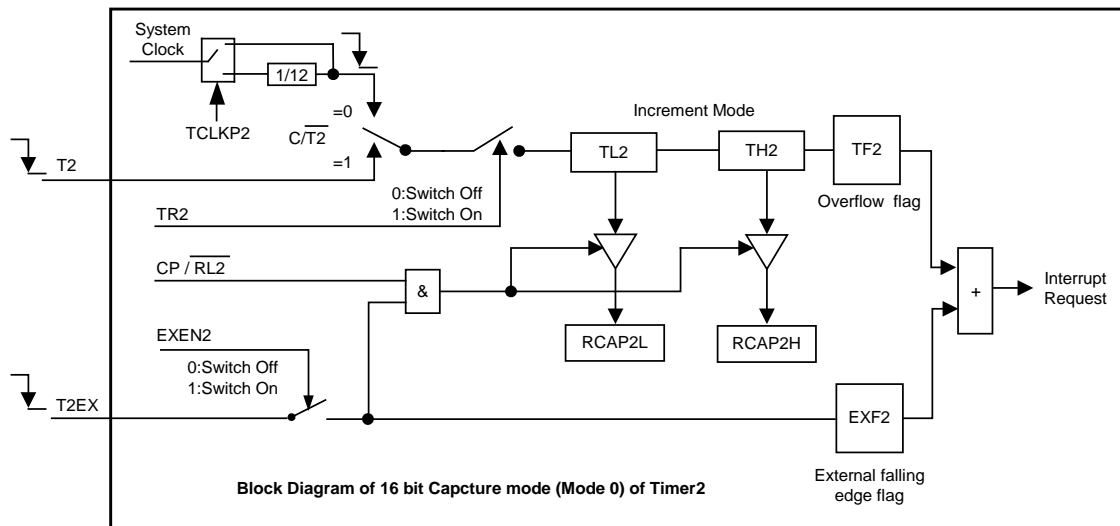 System
Clock
1/12
TCLKP2
=0
C/T2
=1
T2
TR2
0:Switch Off
1:Switch On
Increment Mode
TL2
TH2
TF2
Overflow flag
CP / RL2
&
EXEN2
0:Switch Off
1:Switch On
RCAP2L
RCAP2H
+
Interrupt
Request
T2EX
EXF2
External falling
edge flag
Block Diagram of 16 bit Capcture mode (Mode 0) of Timer2